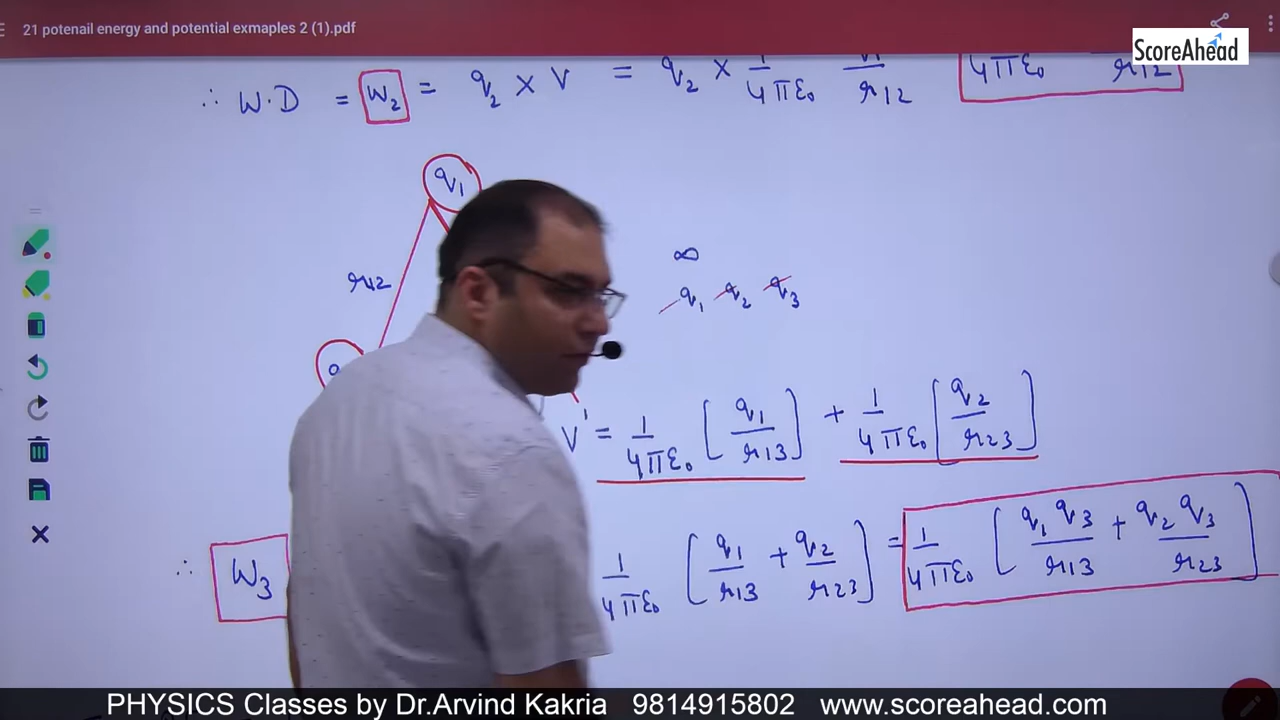 21 potenail energy and potential exmaples 2 (1).pdf
ScoreAhead
∴ W.D = W₂ = q₂ × V = q₂ × 1/4πε₀ q₁/r₁₂ 4πε₀ r₁₂
q₁
∞
r₁₂
q₁ q₂ q₃
V' = 1/4πε₀ [q₁/r₁₃] + 1/4πε₀ [q₂/r₂₃]
∴ W₃ 1/4πε₀ [q₁/r₁₃ + q₂/r₂₃] = 1/4πε₀ [q₁q₃/r₁₃ + q₂q₃/r₂₃]
PHYSICS Classes by Dr.Arvind Kakria 9814915802 www.scoreahead.com